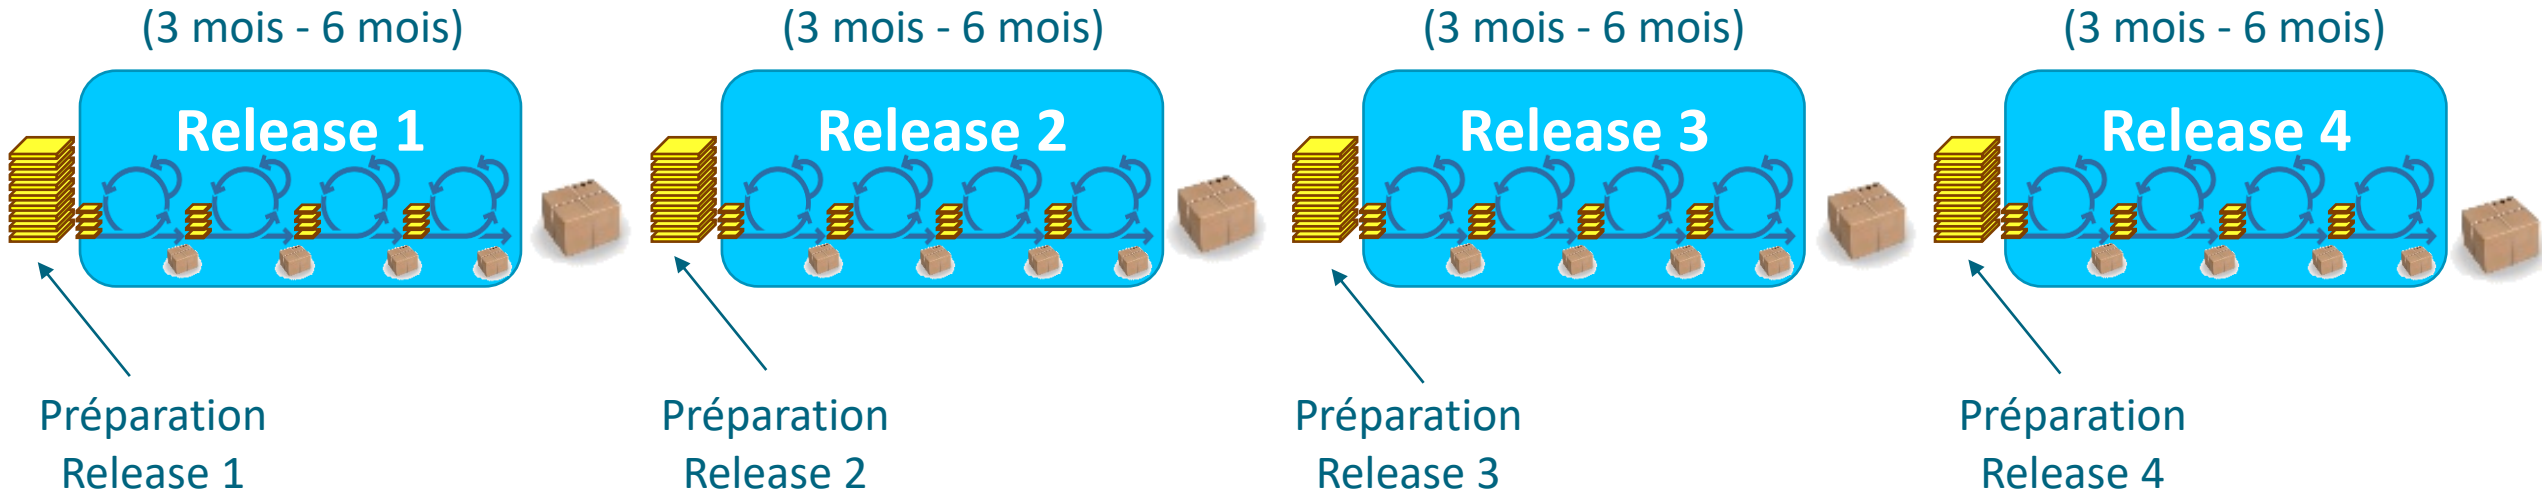 (3 mois - 6 mois)
(3 mois - 6 mois)
(3 mois - 6 mois)
(3 mois - 6 mois)
Release 1
Release 2
Release 3
Release 4
Préparation
Release 1
Préparation
Release 2
Préparation
Release 3
Préparation
Release 4